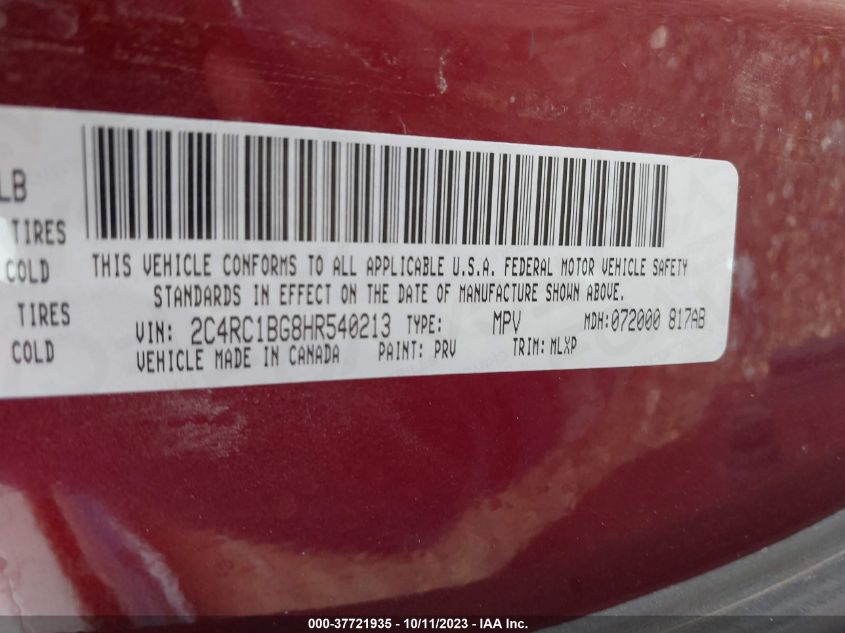 LB
TIRES
COLD
TIRES
COLD
THIS VEHICLE CONFORMS TO ALL APPLICABLE U.S.A. FEDERAL MOTOR VEHICLE SAFETY
STANDARDS IN EFFECT ON THE DATE OF MANUFACTURE SHOWN ABOVE.
VIN: 2C4RC1BG8HR540213 TYPE: MPV MDH:072000 817AB
VEHICLE MADE IN CANADA PAINT: PRV TRIM: MLXP
000-37721935 - 10/11/2023 - IAA Inc.